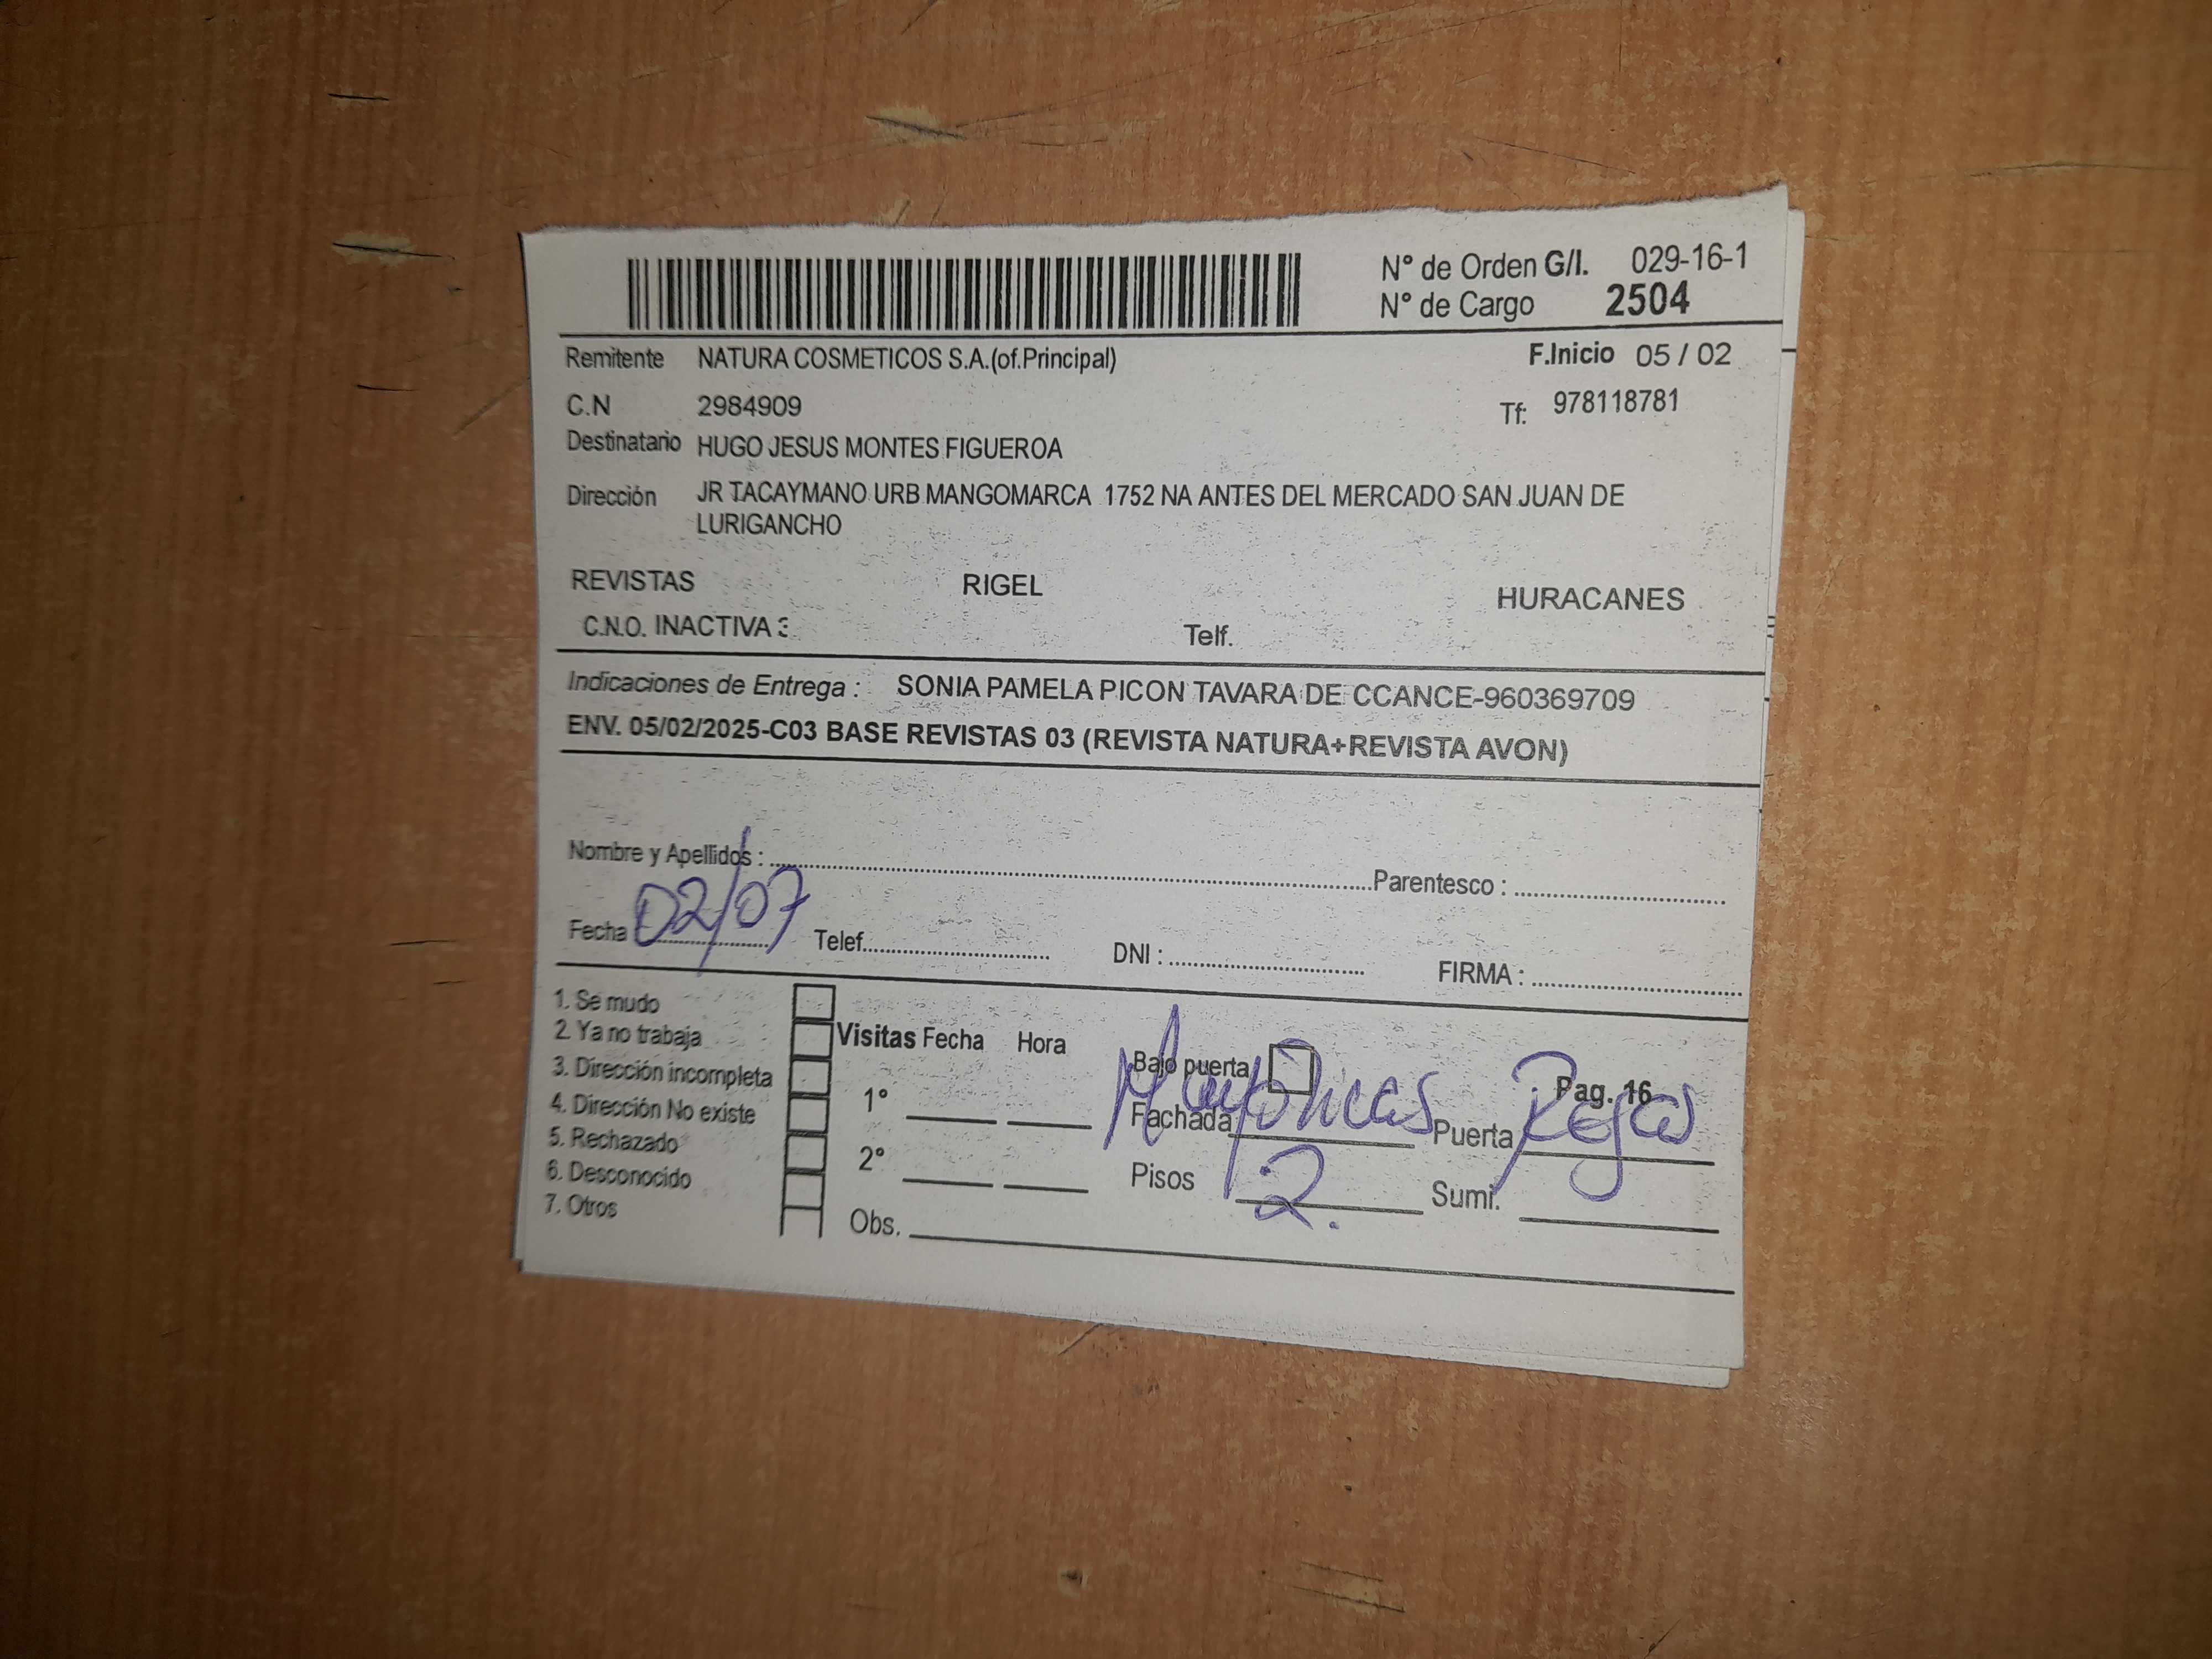 N° de Orden G/I. 029-16-1
N° de Cargo 2504
Remitente NATURA COSMETICOS S.A.(of.Principal) F.Inicio 05 / 02
C.N 2984909 Tf: 978118781
Destinatario HUGO JESUS MONTES FIGUEROA
Dirección JR TACAYMANO URB MANGOMARCA 1752 NA ANTES DEL MERCADO SAN JUAN DE
LURIGANCHO
REVISTAS RIGEL HURACANES
C.N.O. INACTIVA 3 Telf.
Indicaciones de Entrega : SONIA PAMELA PICON TAVARA DE CCANCE-960369709
ENV. 05/02/2025-C03 BASE REVISTAS 03 (REVISTA NATURA+REVISTA AVON)
Nombre y Apellidos : Parentesco :
Fecha 02/07 Telef. DNI : FIRMA :
1. Se mudo
2. Ya no trabaja Visitas Fecha Hora Bajo puerta
3. Dirección incompleta Pag. 16
4. Dirección No existe 1° Fachada Mayolicas Puerta Rejas
5. Rechazado
6. Desconocido 2° Pisos 2. Sumi.
7. Otros Obs.